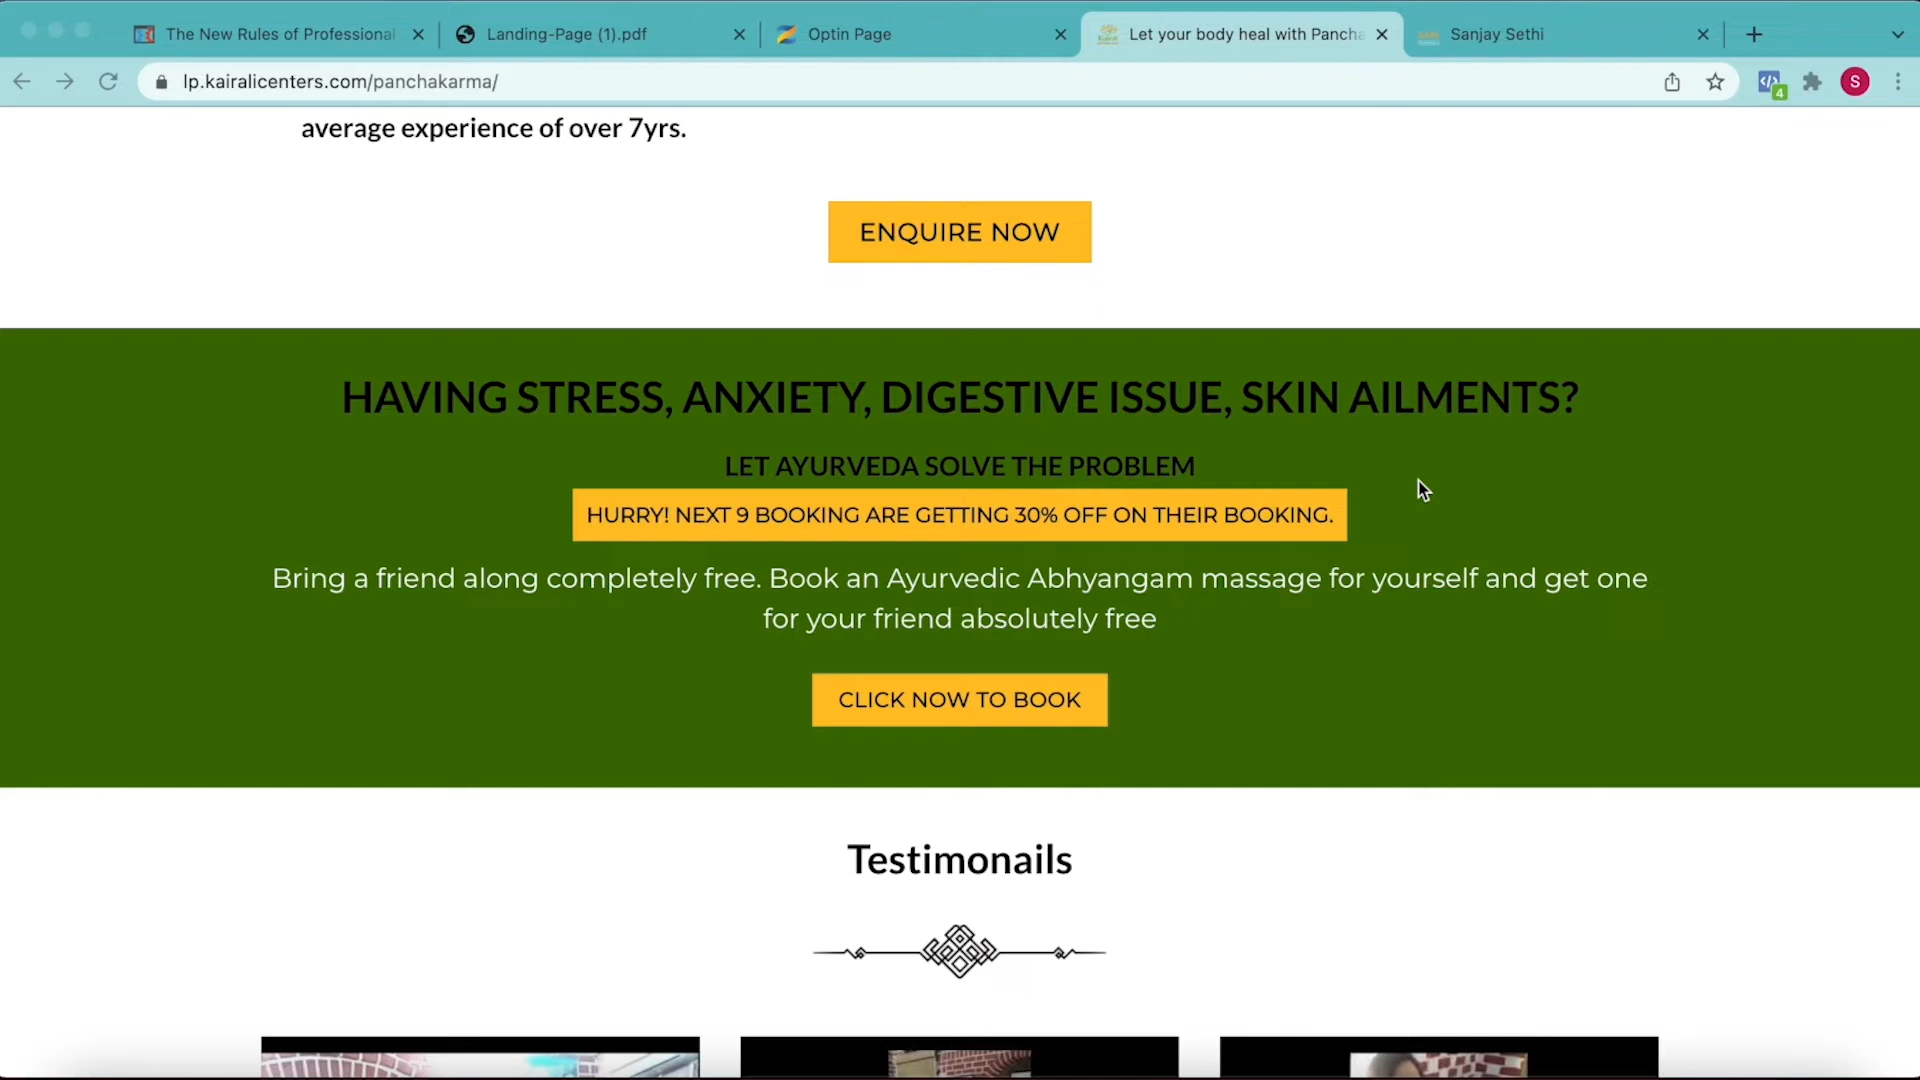 The New Rules of Professional
Landing-Page (1).pdf
Optin Page
Let your body heal with Pancha
Sanjay Sethi
lp.kairalicenters.com/panchakarma/
4
S
average experience of over 7yrs.
ENQUIRE NOW
HAVING STRESS, ANXIETY, DIGESTIVE ISSUE, SKIN AILMENTS?
LET AYURVEDA SOLVE THE PROBLEM
HURRY! NEXT 9 BOOKING ARE GETTING 30% OFF ON THEIR BOOKING.
Bring a friend along completely free. Book an Ayurvedic Abhyangam massage for yourself and get one
for your friend absolutely free
CLICK NOW TO BOOK
Testimonails